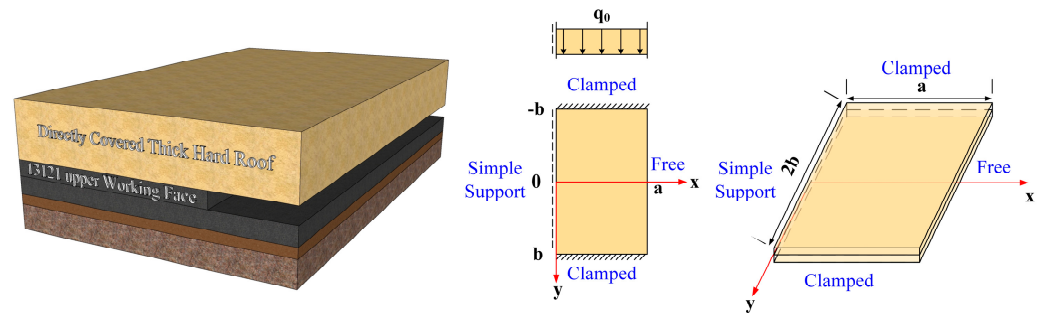 Directly Covered Thick Hard Roof
13121 upper Working Face
q₀
Clamped
-b
Simple
Support
0
Free
a
x
b
Clamped
y
Clamped
a
2b
Simple
Support
Free
x
Clamped
y